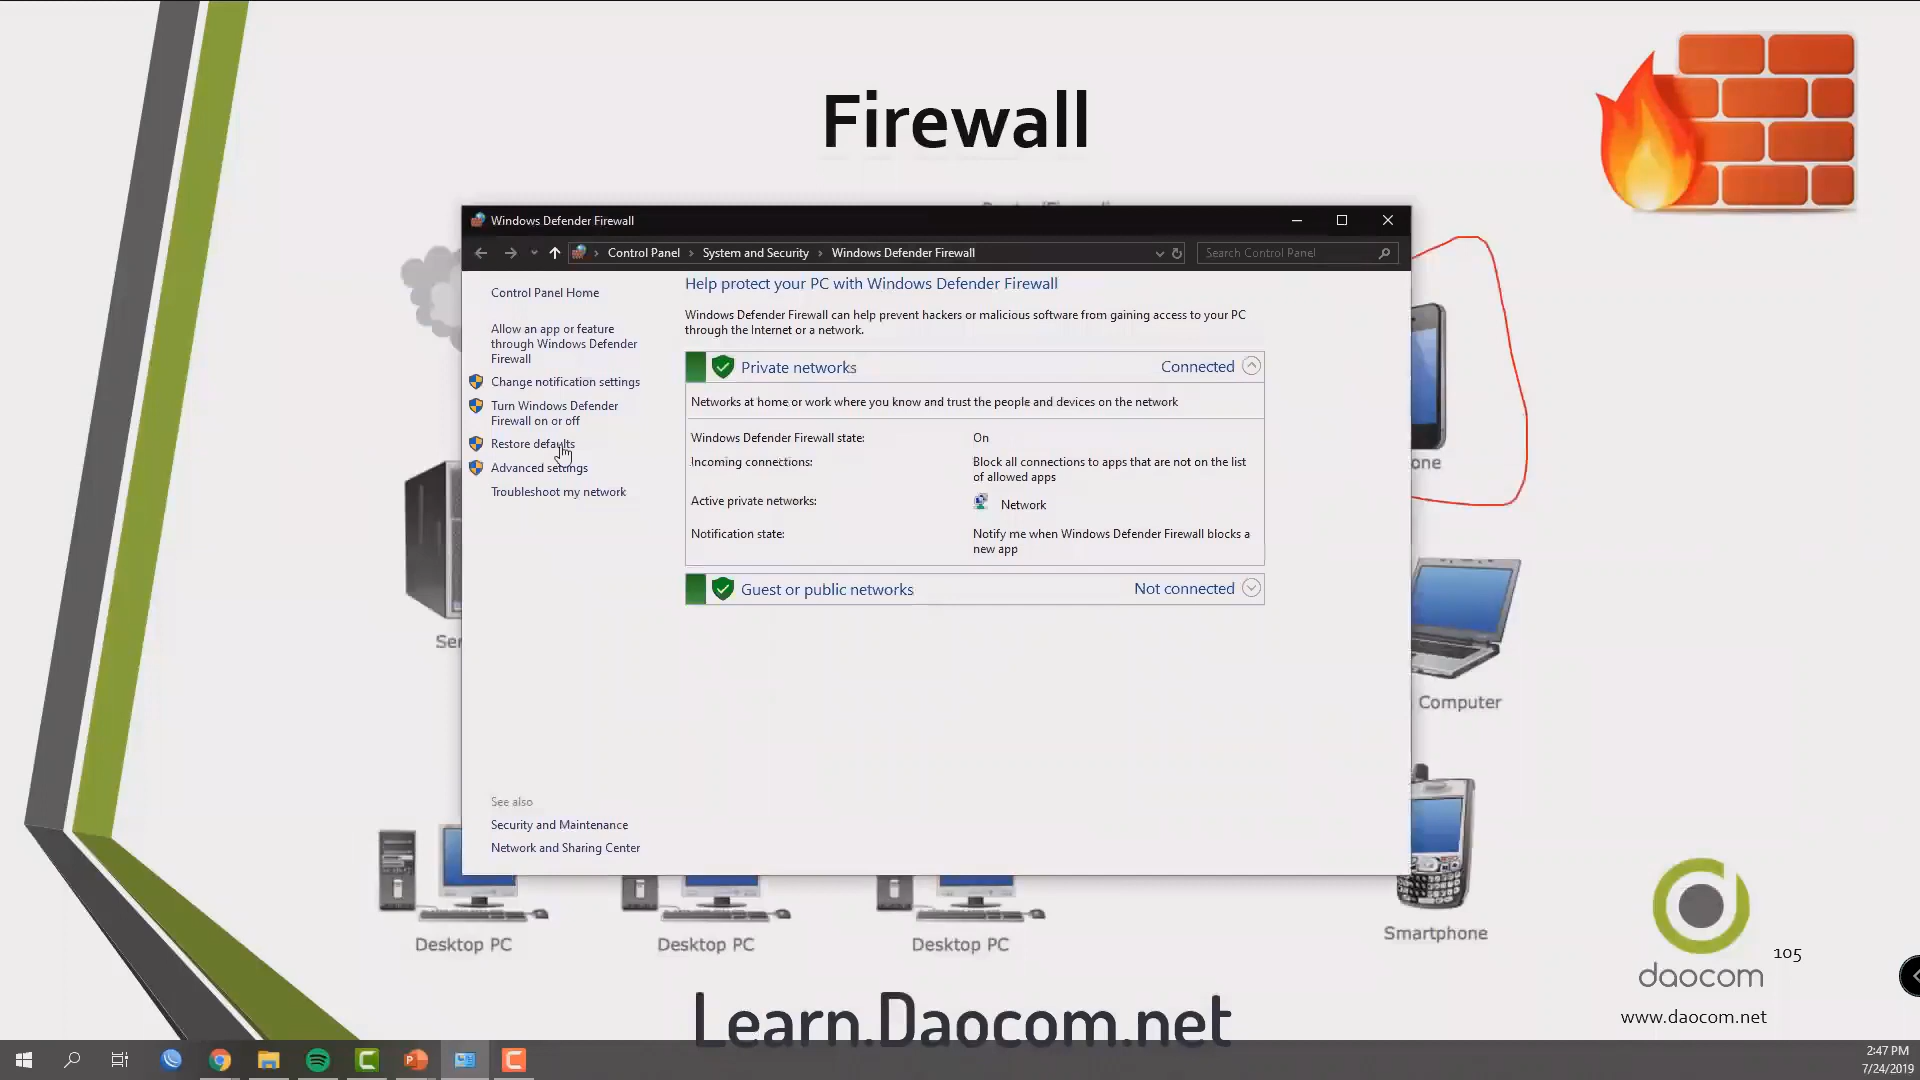 Firewall
Windows Defender Firewall
Control Panel
System and Security
Windows Defender Firewall
Search Control Panel
Control Panel Home
Allow an app or feature
through Windows Defender
Firewall
Change notification settings
Turn Windows Defender
Firewall on or off
Restore defaults
Advanced settings
Troubleshoot my network
Help protect your PC with Windows Defender Firewall
Windows Defender Firewall can help prevent hackers or malicious software from gaining access to your PC
through the Internet or a network.
Private networks
Connected
Networks at home or work where you know and trust the people and devices on the network
Windows Defender Firewall state:
On
Incoming connections:
Block all connections to apps that are not on the list
of allowed apps
Active private networks:
Network
Notification state:
Notify me when Windows Defender Firewall blocks a
new app
Guest or public networks
Not connected
See also
Security and Maintenance
Network and Sharing Center
Computer
Smartphone
Desktop PC
Desktop PC
Desktop PC
105
daocom
www.daocom.net
Learn.Daocom.net
2:47 PM
7/24/2019